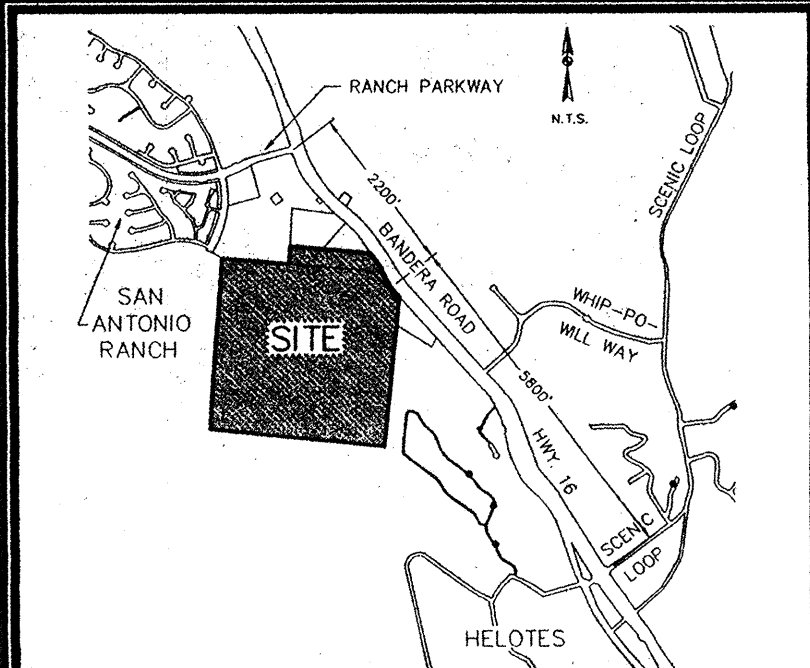 RANCH PARKWAY
N.T.S.
SCENIC LOOP
2200'
BANDERA ROAD
SAN
ANTONIO
RANCH
SITE
WHIP-PO-
WILL WAY
5800'
HWY. 16
SCENIC
LOOP
HELOTES